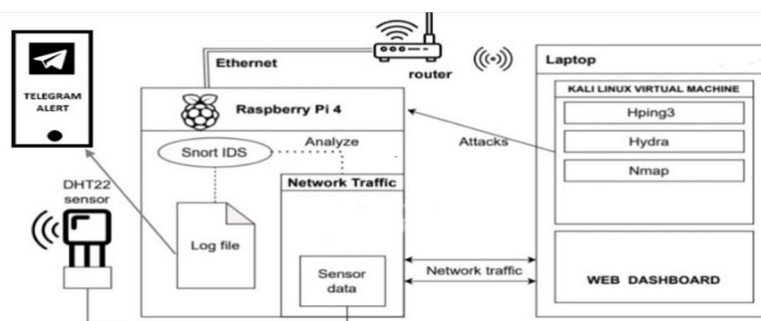 TELEGRAM
ALERT
Ethernet
router
Laptop
Raspberry Pi 4
KALI LINUX VIRTUAL MACHINE
Hping3
Hydra
Nmap
Attacks
Snort IDS
Analyze
Network Traffic
DHT22
sensor
Log file
Sensor
data
Network traffic
WEB DASHBOARD